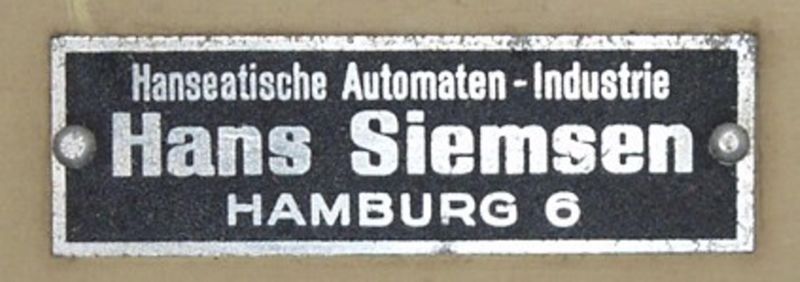 Hanseatische Automaten - Industrie
Hans Siemsen
HAMBURG 6